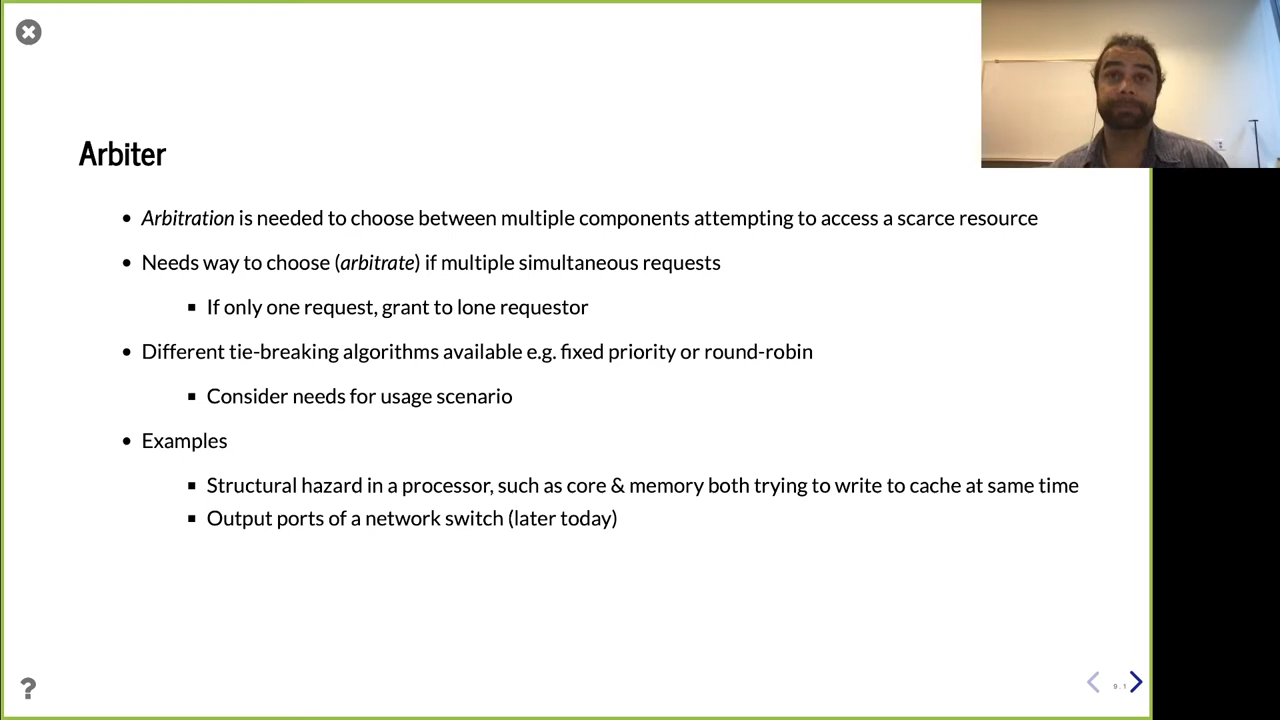 Arbiter
Arbitration is needed to choose between multiple components attempting to access a scarce resource
Needs way to choose (arbitrate) if multiple simultaneous requests
If only one request, grant to lone requestor
Different tie-breaking algorithms available e.g. fixed priority or round-robin
Consider needs for usage scenario
Examples
Structural hazard in a processor, such as core & memory both trying to write to cache at same time
Output ports of a network switch (later today)
?
9.1